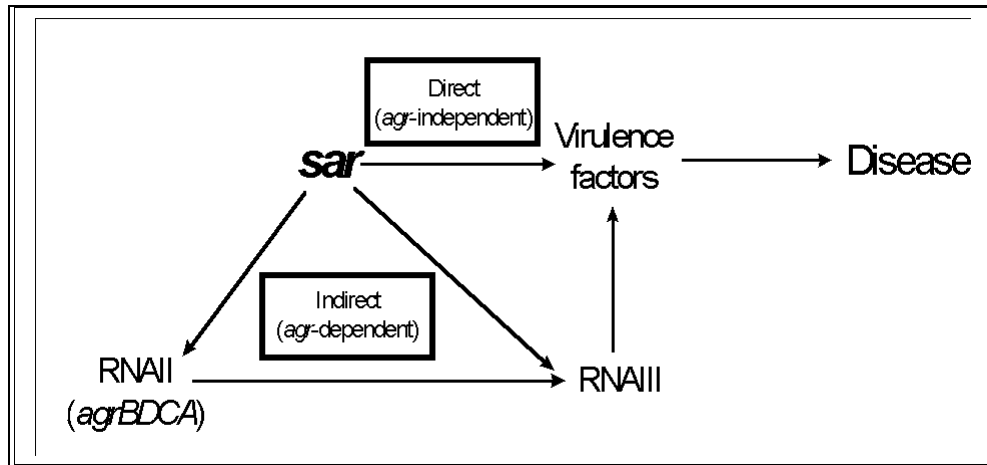 Direct
(agr-independent)
sar
Virulence
factors
Disease
Indirect
(agr-dependent)
RNAII
(agrBDCA)
RNAIII